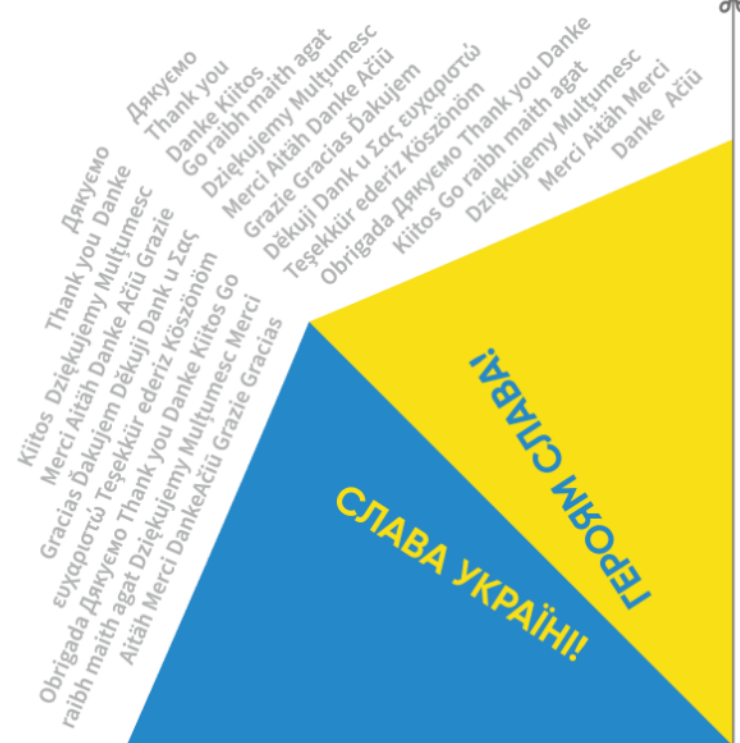 Дякуємо
Thank you
Danke Kiitos
Go raibh maith agat
Dziękujemy Mulțumesc
Merci Aitäh Danke Ačiū
Grazie Gracias Ďakujem
Děkuji Dank u Σας ευχαριστώ
Teşekkür ederiz Köszönöm
Obrigada Дякуємо Thank you Danke
Kiitos Go raibh maith agat
Dziękujemy Mulțumesc
Merci Aitäh Merci
Danke Ačiū
Дякуємо
Thank you Danke
Kiitos Dziękujemy Mulțumesc
Merci Aitäh Danke Ačiū Grazie
Gracias Ďakujem Děkuji Dank u Σας
ευχαριστώ Teşekkür ederiz Köszönöm
Obrigada Дякуємо Thank you Danke Kiitos Go
raibh maith agat Dziękujemy Mulțumesc Merci
Aitäh Merci DankeAčiū Grazie Gracias
ГЕРОЯМ СЛАВА!
СЛАВА УКРАЇНІ!